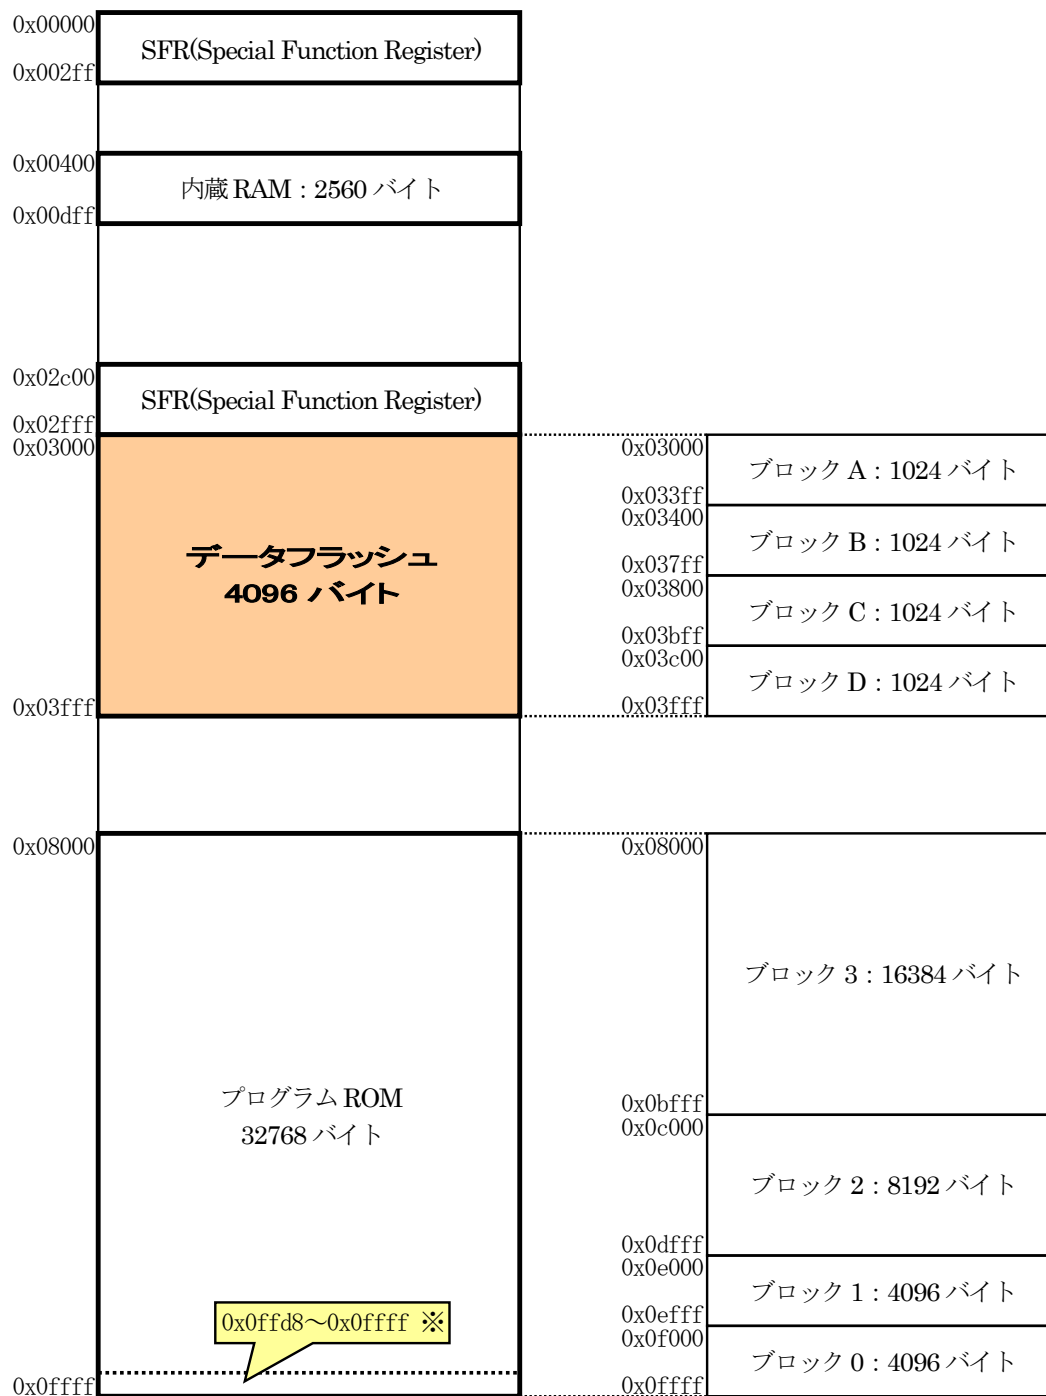 0x00000
SFR(Special Function Register)
0x002ff
0x00400
内蔵 RAM : 2560 バイト
0x00dff
0x02c00
SFR(Special Function Register)
0x02fff
0x03000
データフラッシュ
4096 バイト
0x03fff
0x03000
ブロック A : 1024 バイト
0x033ff
0x03400
ブロック B : 1024 バイト
0x037ff
0x03800
ブロック C : 1024 バイト
0x03bff
0x03c00
ブロック D : 1024 バイト
0x03fff
0x08000
プログラム ROM
32768 バイト
0x0ffd8～0x0ffff ※
0x0ffff
0x08000
ブロック 3 : 16384 バイト
0x0bfff
0x0c000
ブロック 2 : 8192 バイト
0x0dfff
0x0e000
ブロック 1 : 4096 バイト
0x0efff
0x0f000
ブロック 0 : 4096 バイト
0x0ffff